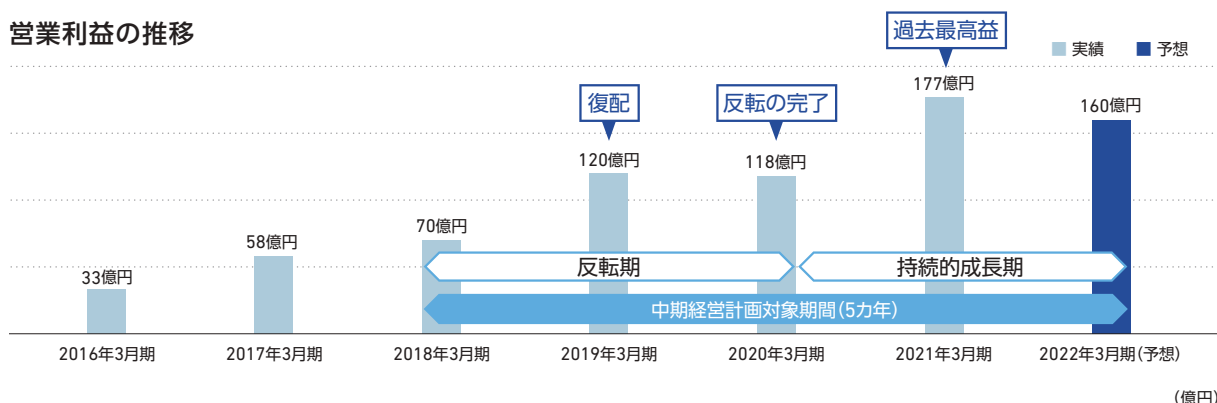 営業利益の推移
実績
予想
過去最高益
復配
反転の完了
33億円
58億円
70億円
120億円
118億円
177億円
160億円
反転期
持続的成長期
中期経営計画対象期間(5カ年)
2016年3月期
2017年3月期
2018年3月期
2019年3月期
2020年3月期
2021年3月期
2022年3月期(予想)
(億円)